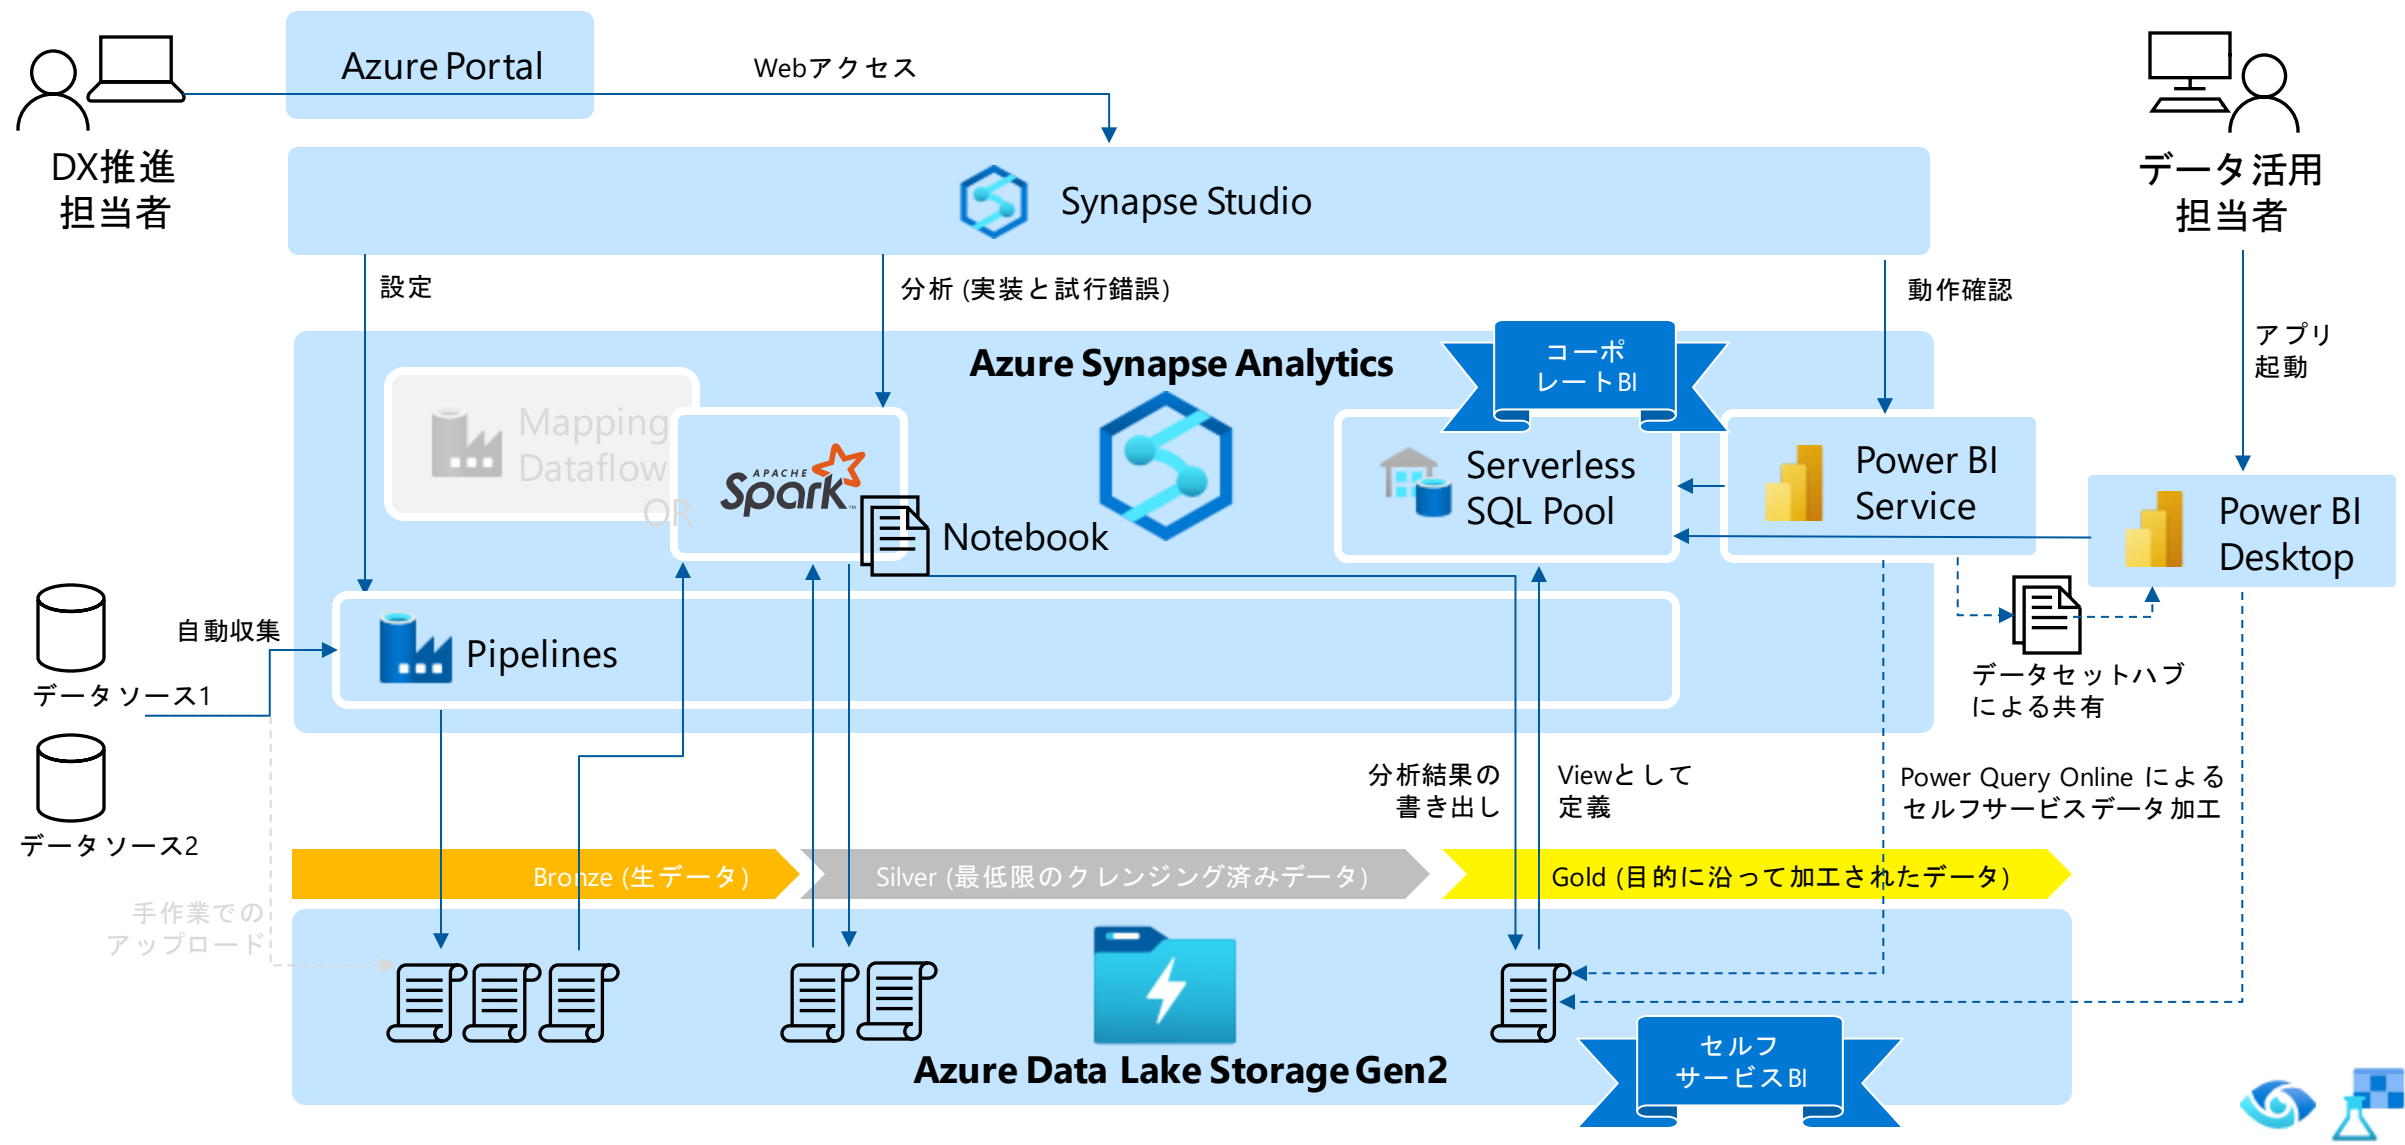 Azure Portal
Webアクセス
DX推進
担当者
データ活用
担当者
Synapse Studio
設定
分析 (実装と試行錯誤)
動作確認
アプリ
起動
Azure Synapse Analytics
コーポ
レートBI
Mapping
Dataflow
OR
APACHE
Spark
TM
Notebook
Serverless
SQL Pool
Power BI
Service
Power BI
Desktop
自動収集
Pipelines
データソース1
データソース2
データセットハブ
による共有
分析結果の
書き出し
Viewとして
定義
Power Query Online による
セルフサービスデータ加工
Bronze (生データ)
Silver (最低限のクレンジング済みデータ)
Gold (目的に沿って加工されたデータ)
手作業での
アップロード
Azure Data Lake Storage Gen2
セルフ
サービスBI